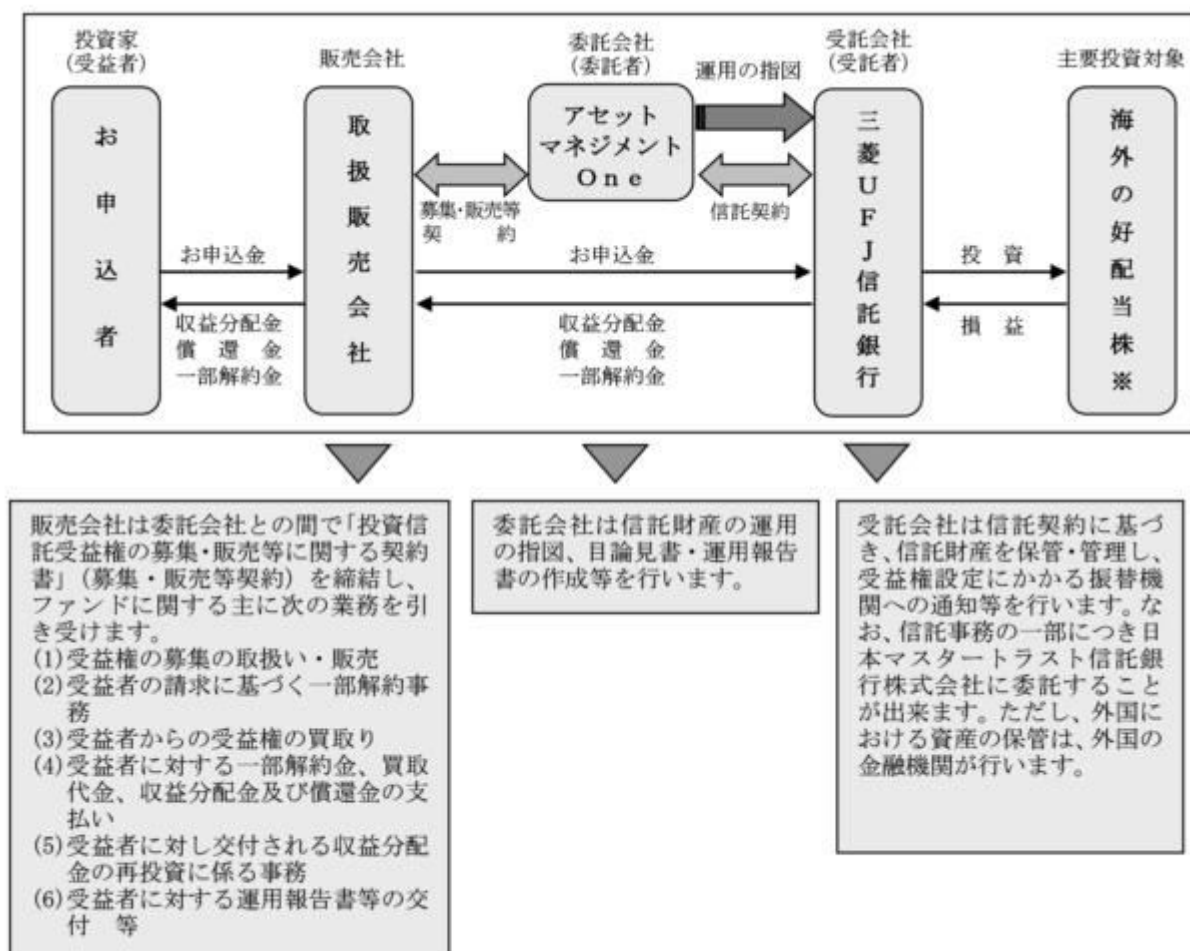 投資家
(受益者)
販売会社
委託会社
(委託者)
運用の指図
受託会社
(受託者)
主要投資対象
お申込者
取扱販売会社
アセット
マネジメント
One
三菱UFJ信託銀行
海外の好配当株※
募集・販売等
契約
信託契約
お申込金
お申込金
投資
収益分配金
償還金
一部解約金
収益分配金
償還金
一部解約金
損益
販売会社は委託会社との間で「投資信
託受益権の募集・販売等に関する契約
書」(募集・販売等契約)を締結し、
ファンドに関する主に次の業務を引
き受けます。
(1)受益権の募集の取扱い・販売
(2)受益者の請求に基づく一部解約事
務
(3)受益者からの受益権の買取り
(4)受益者に対する一部解約金、買取
代金、収益分配金及び償還金の支
払い
(5)受益者に対し交付される収益分配
金の再投資に係る事務
(6)受益者に対する運用報告書等の交
付 等
委託会社は信託財産の運用
の指図、目論見書・運用報告
書の作成等を行います。
受託会社は信託契約に基づ
き、信託財産を保管・管理し、
受益権設定にかかる振替機
関への通知等を行います。な
お、信託事務の一部につき日
本マスタートラスト信託銀
行株式会社に委託すること
が出来ます。ただし、外国に
おける資産の保管は、外国の
金融機関が行います。